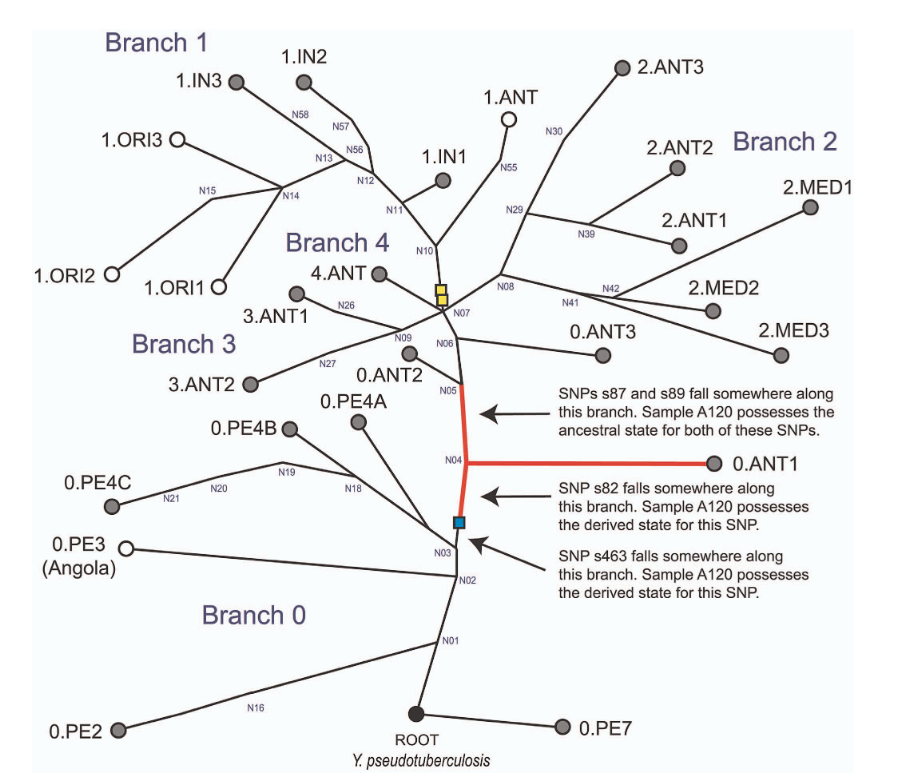 Branch 1
1.IN2
1.IN3
2.ANT3
1.ANT
N58
N57
N30
1.ORI3
2.ANT2
Branch 2
N56
N13
1.IN1
N55
N12
2.MED1
N15
N14
N11
N29
2.ANT1
N39
Branch 4
N10
1.ORI2
4.ANT
1.ORI1
N08
N42
2.MED2
N41
N26
3.ANT1
N07
0.ANT3
2.MED3
N09
N06
Branch 3
N27
0.ANT2
3.ANT2
N05
SNPs s87 and s89 fall somewhere along
this branch. Sample A120 possesses the
ancestral state for both of these SNPs.
0.PE4A
0.PE4B
N04
0.ANT1
N19
0.PE4C
N20
N18
N21
SNP s82 falls somewhere along
this branch. Sample A120 possesses
the derived state for this SNP.
0.PE3
(Angola)
N03
SNP s463 falls somewhere along
this branch. Sample A120 possesses
the derived state for this SNP.
N02
Branch 0
N01
N16
0.PE2
0.PE7
ROOT
Y. pseudotuberculosis